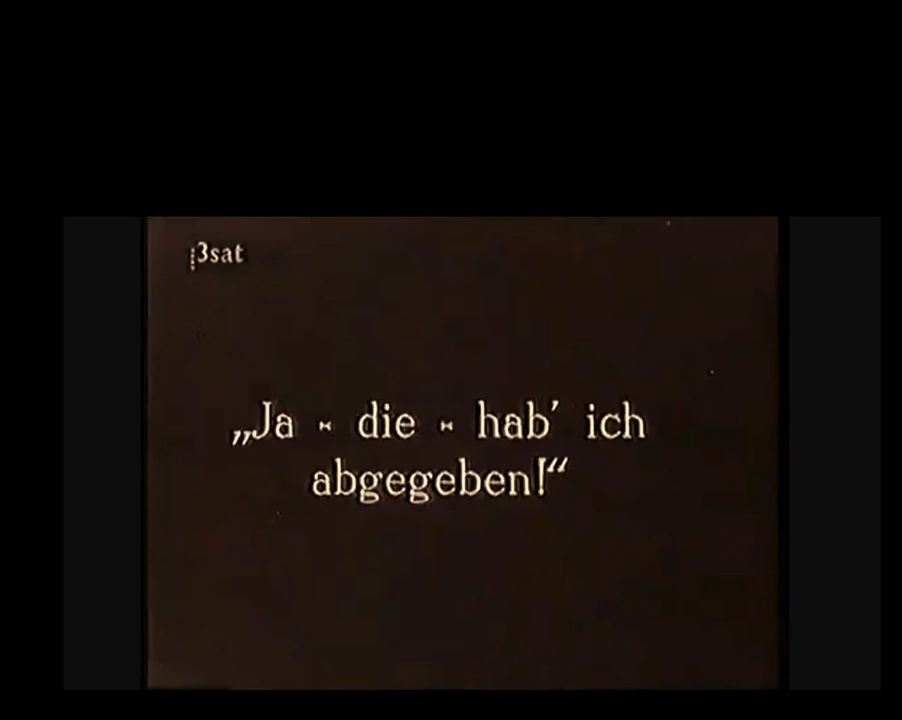 3sat
„Ja - die - hab’ ich
abgegeben!“